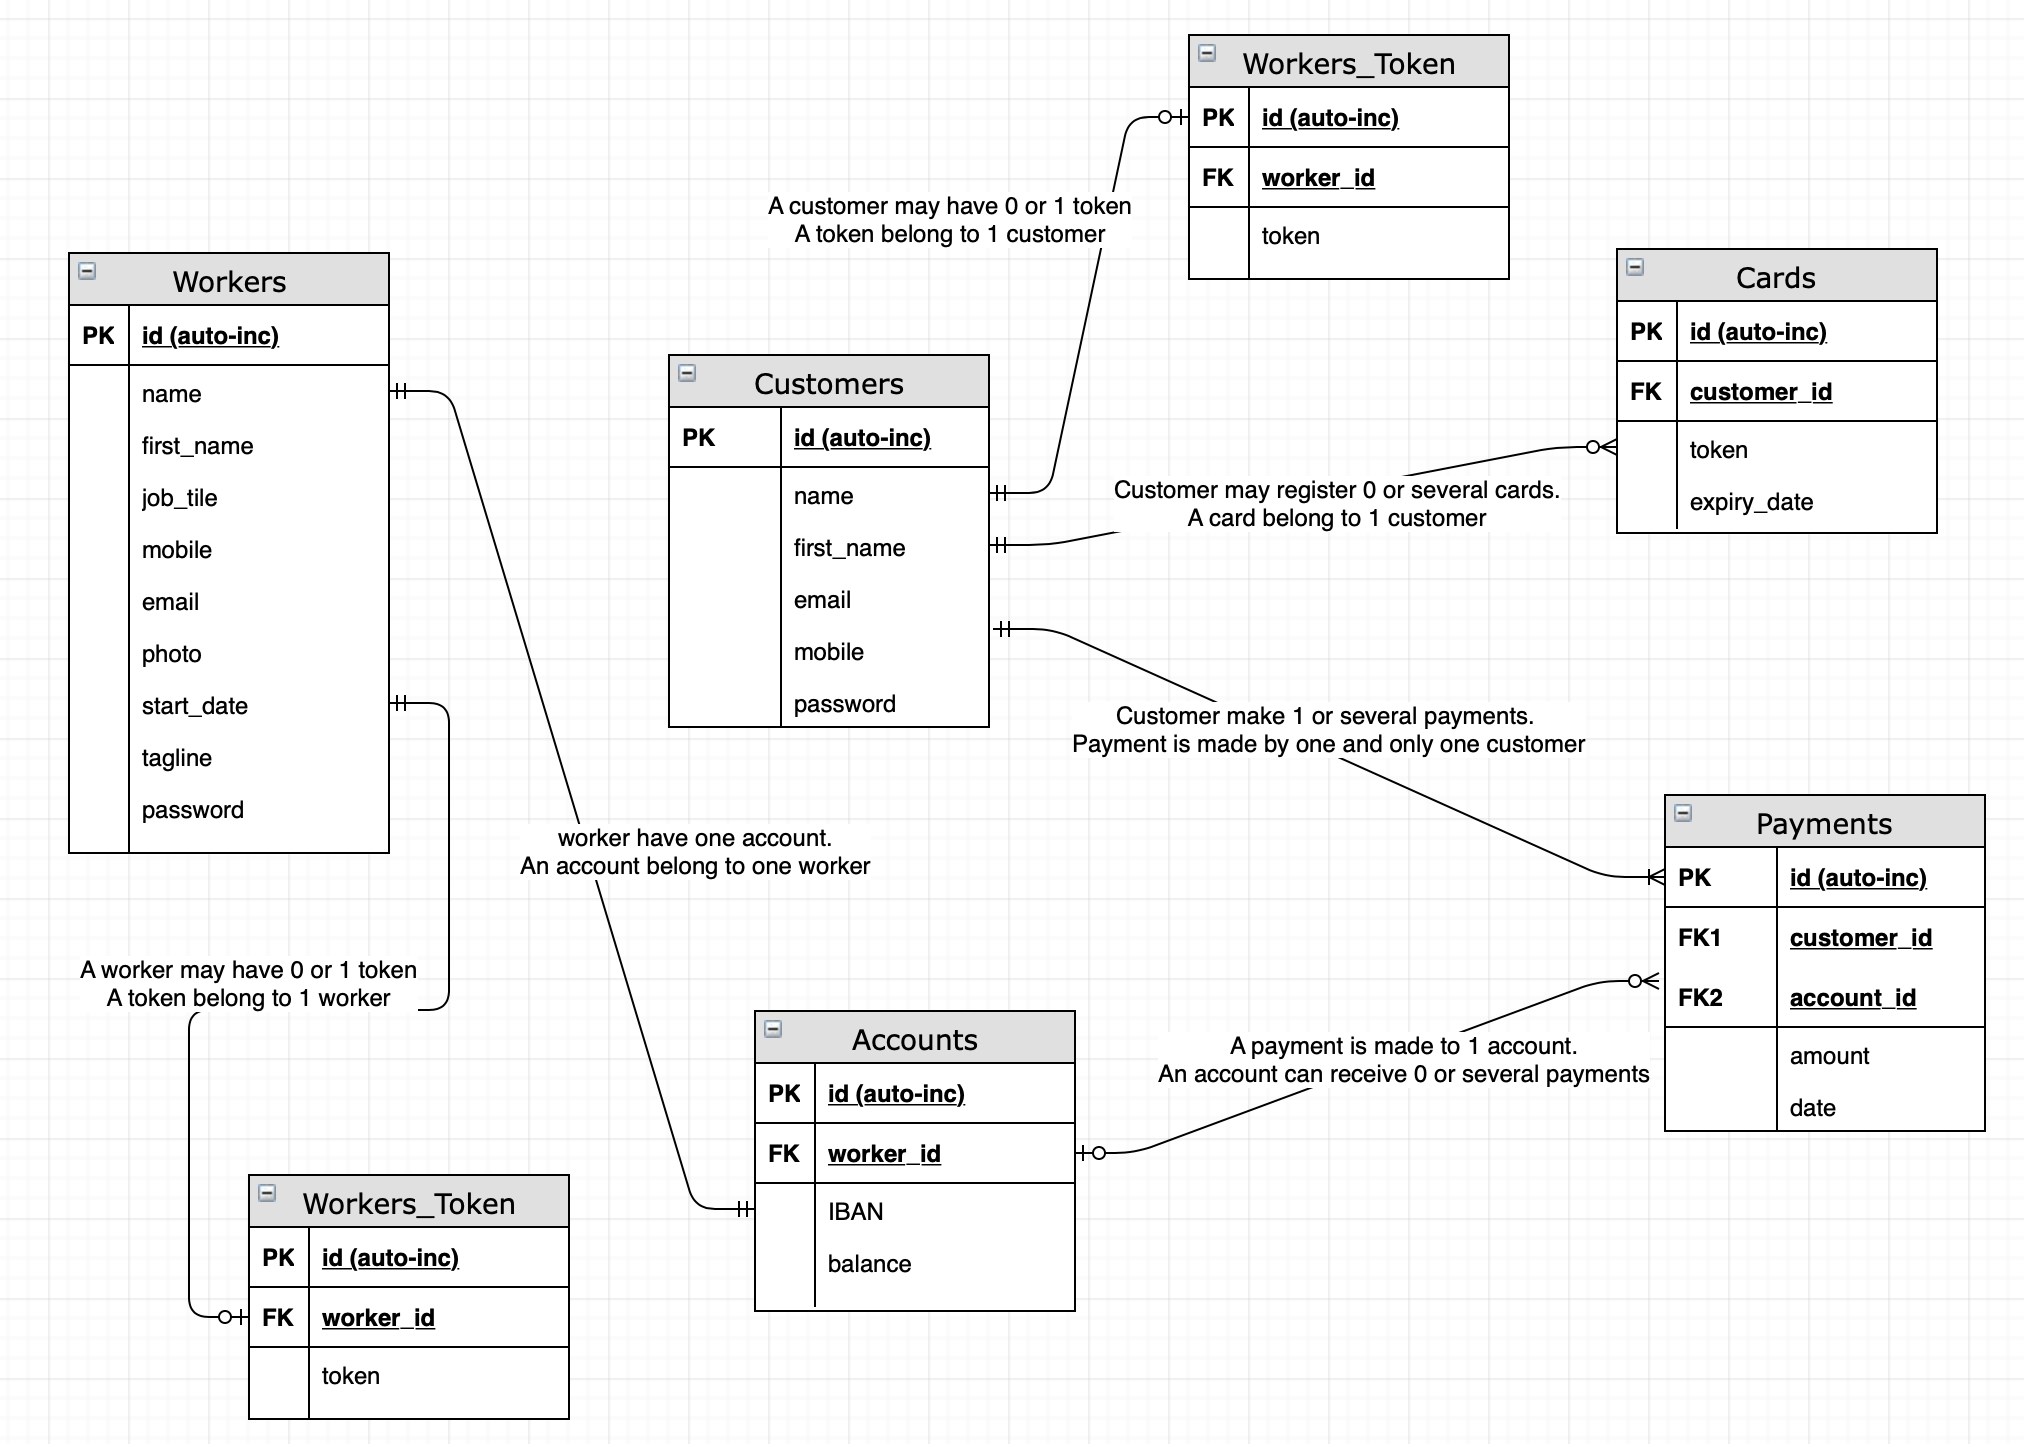 Workers_Token
PK id (auto-inc)
FK worker_id
token
A customer may have 0 or 1 token
A token belong to 1 customer
Workers
PK id (auto-inc)
name
first_name
job_tile
mobile
email
photo
start_date
tagline
password
Customers
PK id (auto-inc)
name
first_name
email
mobile
password
Cards
PK id (auto-inc)
FK customer_id
token
expiry_date
Customer may register 0 or several cards.
A card belong to 1 customer
Customer make 1 or several payments.
Payment is made by one and only one customer
worker have one account.
An account belong to one worker
Payments
PK id (auto-inc)
FK1 customer_id
FK2 account_id
amount
date
A worker may have 0 or 1 token
A token belong to 1 worker
Accounts
PK id (auto-inc)
FK worker_id
IBAN
balance
A payment is made to 1 account.
An account can receive 0 or several payments
Workers_Token
PK id (auto-inc)
FK worker_id
token